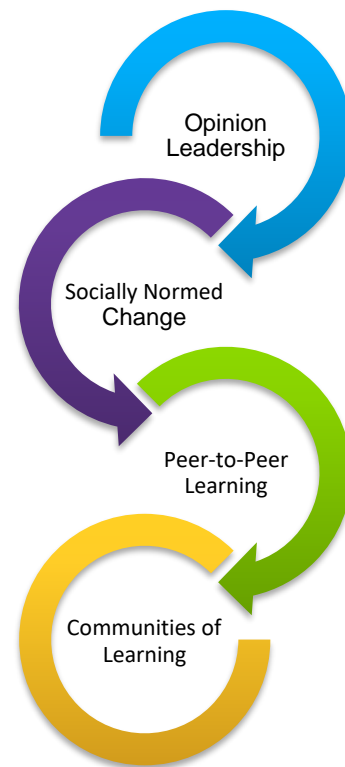 Opinion
Leadership
Socially Normed
Change
Peer-to-Peer
Learning
Communities of
Learning